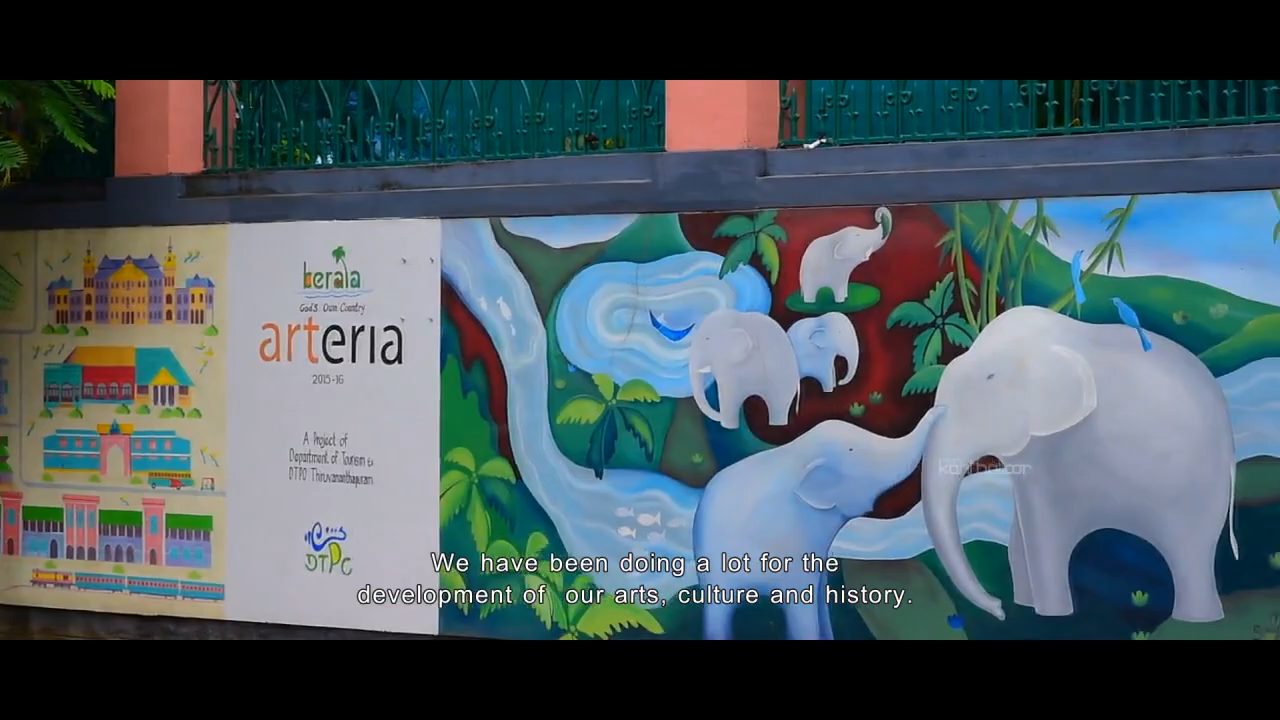 kerala
God's Own Country
arteria
2015-16
A Project of
Department of Tourism &
DTPC Thiruvananthapuram
DTPC
We have been doing a lot for the
development of our arts, culture and history.